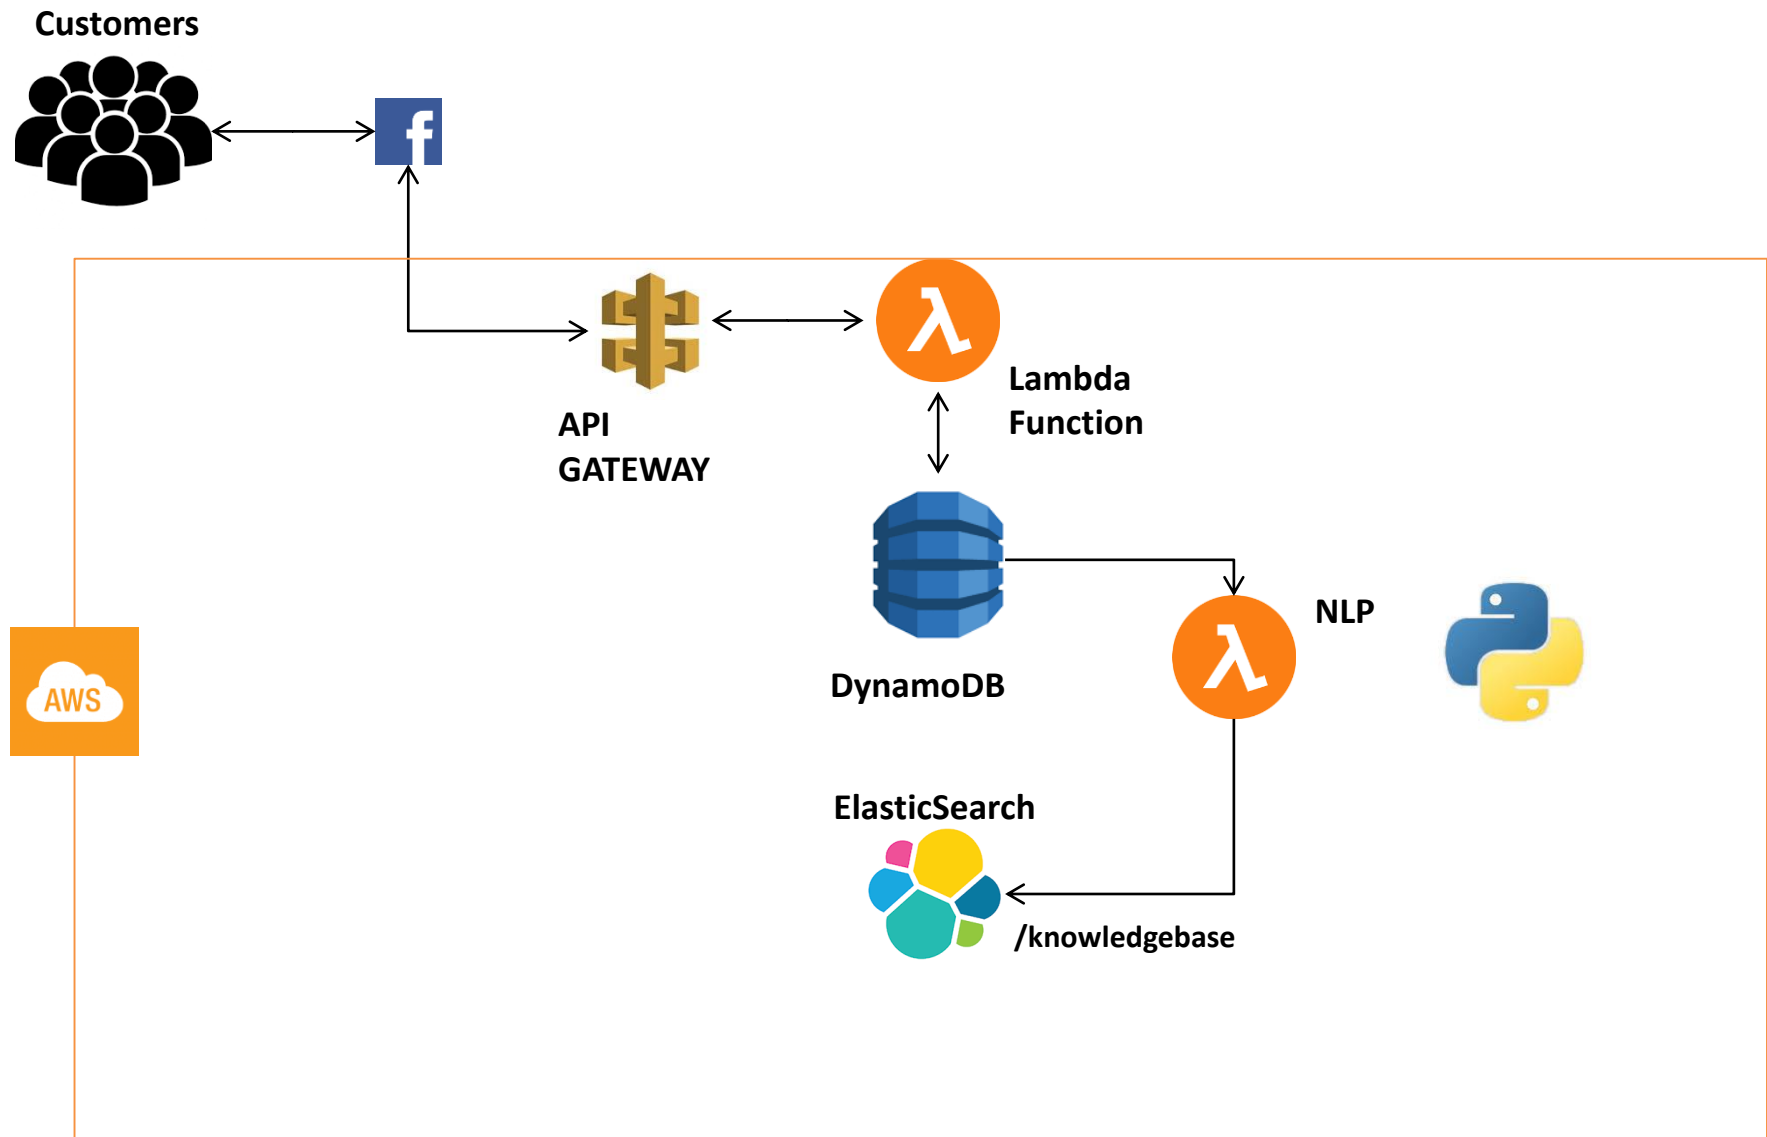 Customers
f
Lambda
Function
API
GATEWAY
NLP
DynamoDB
AWS
ElasticSearch
/knowledgebase